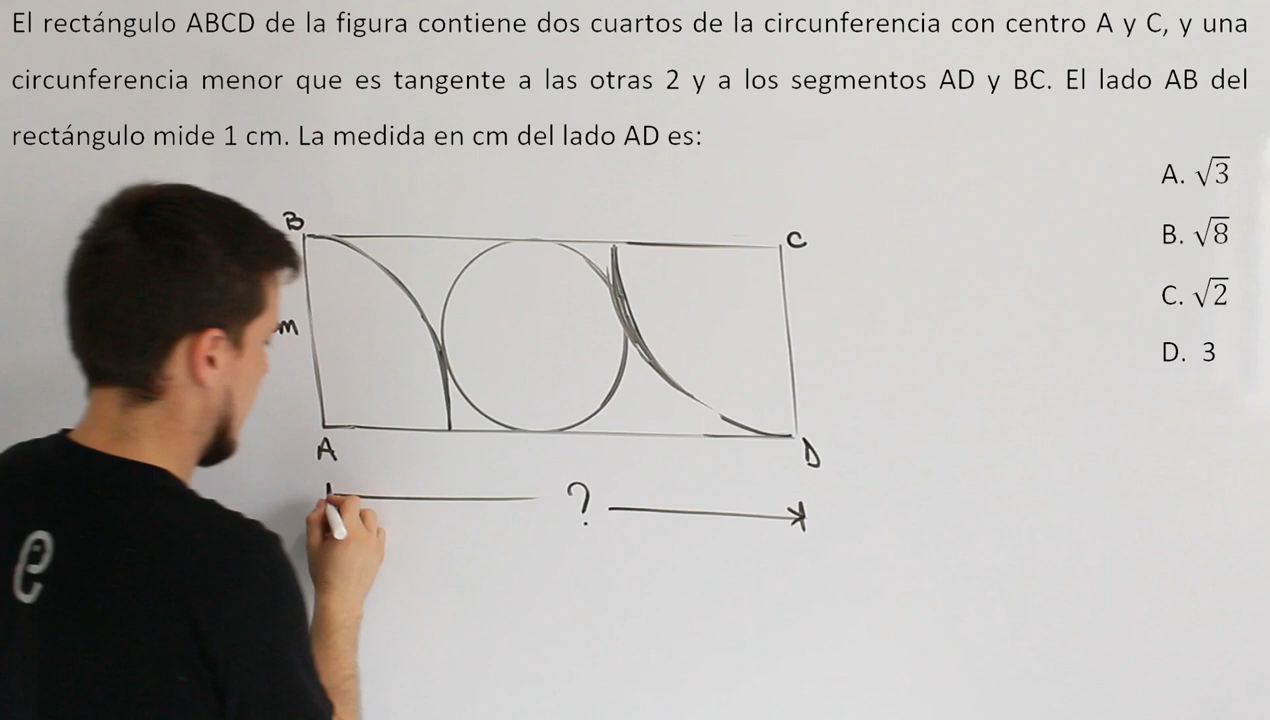 El rectángulo ABCD de la figura contiene dos cuartos de la circunferencia con centro A y C, y una
circunferencia menor que es tangente a las otras 2 y a los segmentos AD y BC. El lado AB del
rectángulo mide 1 cm. La medida en cm del lado AD es:
A. √3
B. √8
C. √2
D. 3
B
C
m
A
D
?
e